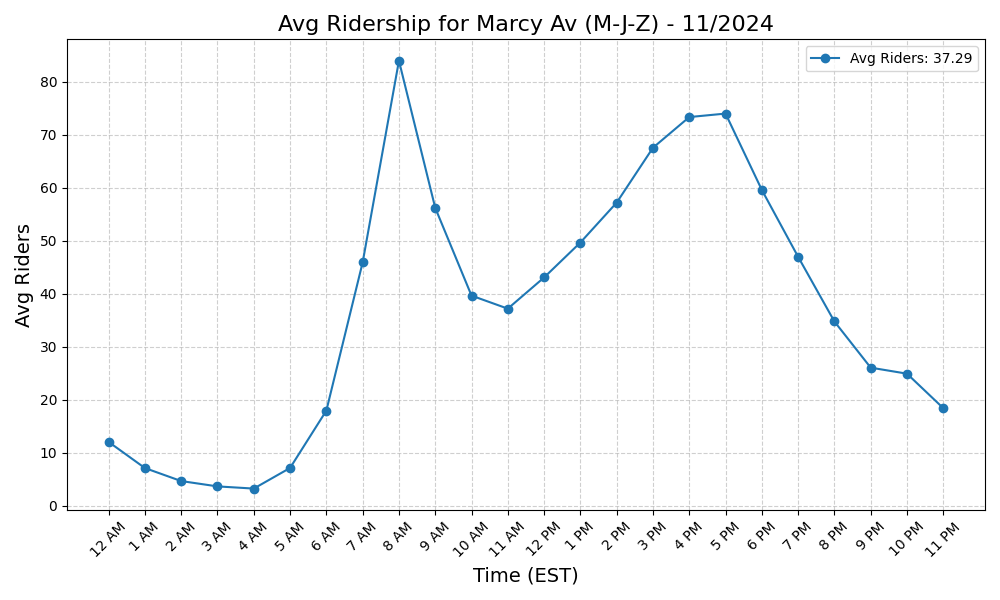 Avg Ridership for Marcy Av (M-J-Z) - 11/2024
Avg Riders: 37.29
Avg Riders
80
70
60
50
40
30
20
10
0
12 AM
1 AM
2 AM
3 AM
4 AM
5 AM
6 AM
7 AM
8 AM
9 AM
10 AM
11 AM
12 PM
1 PM
2 PM
3 PM
4 PM
5 PM
6 PM
7 PM
8 PM
9 PM
10 PM
11 PM
Time (EST)